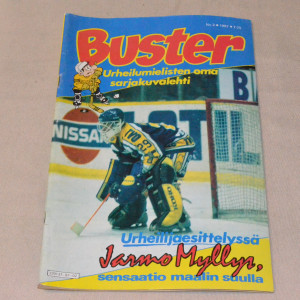 Buster
Urheilumielisten oma
sarjakuvalehti
NISSAN
B
Urheilijaesittelyssä
Jarmo Myllys,
sensaatio maalin suulla